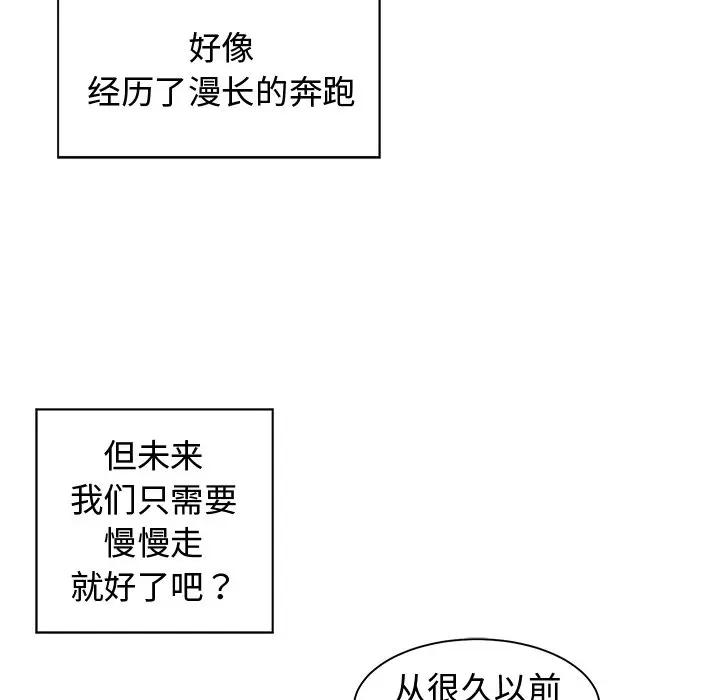 好像
经历了漫长的奔跑
但未来
我们只需要
慢慢走
就好了吧？
从很久以前